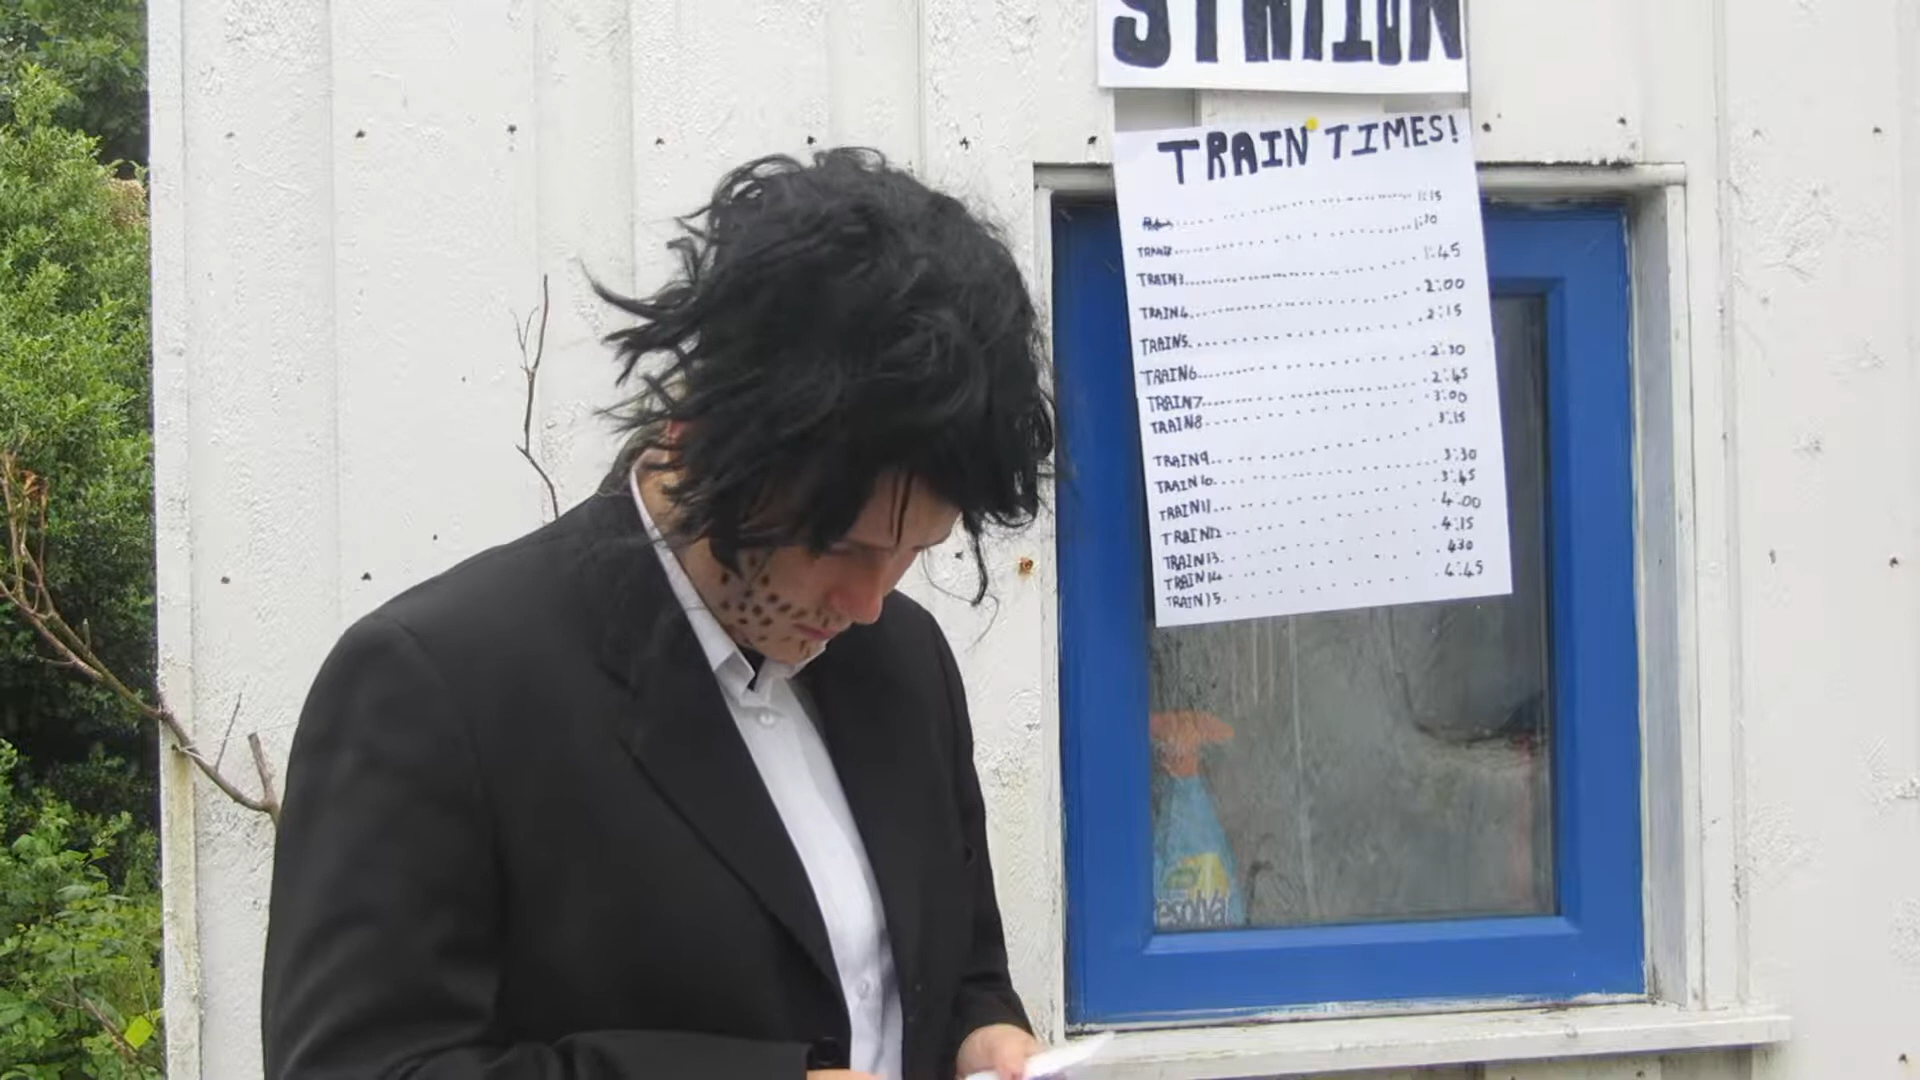 STATION
TRAIN TIMES!
1:15
TRAIN2 1:30
TRAIN3 1:45
TRAIN4 2:00
TRAIN5 2:15
TRAIN6 2:30
TRAIN7 2:45
TRAIN8 3:00
3:15
TRAIN9 3:30
TRAIN10 3:45
TRAIN11 4:00
TRAIN12 4:15
TRAIN13 430
TRAIN14 4:45
TRAIN15
esolva